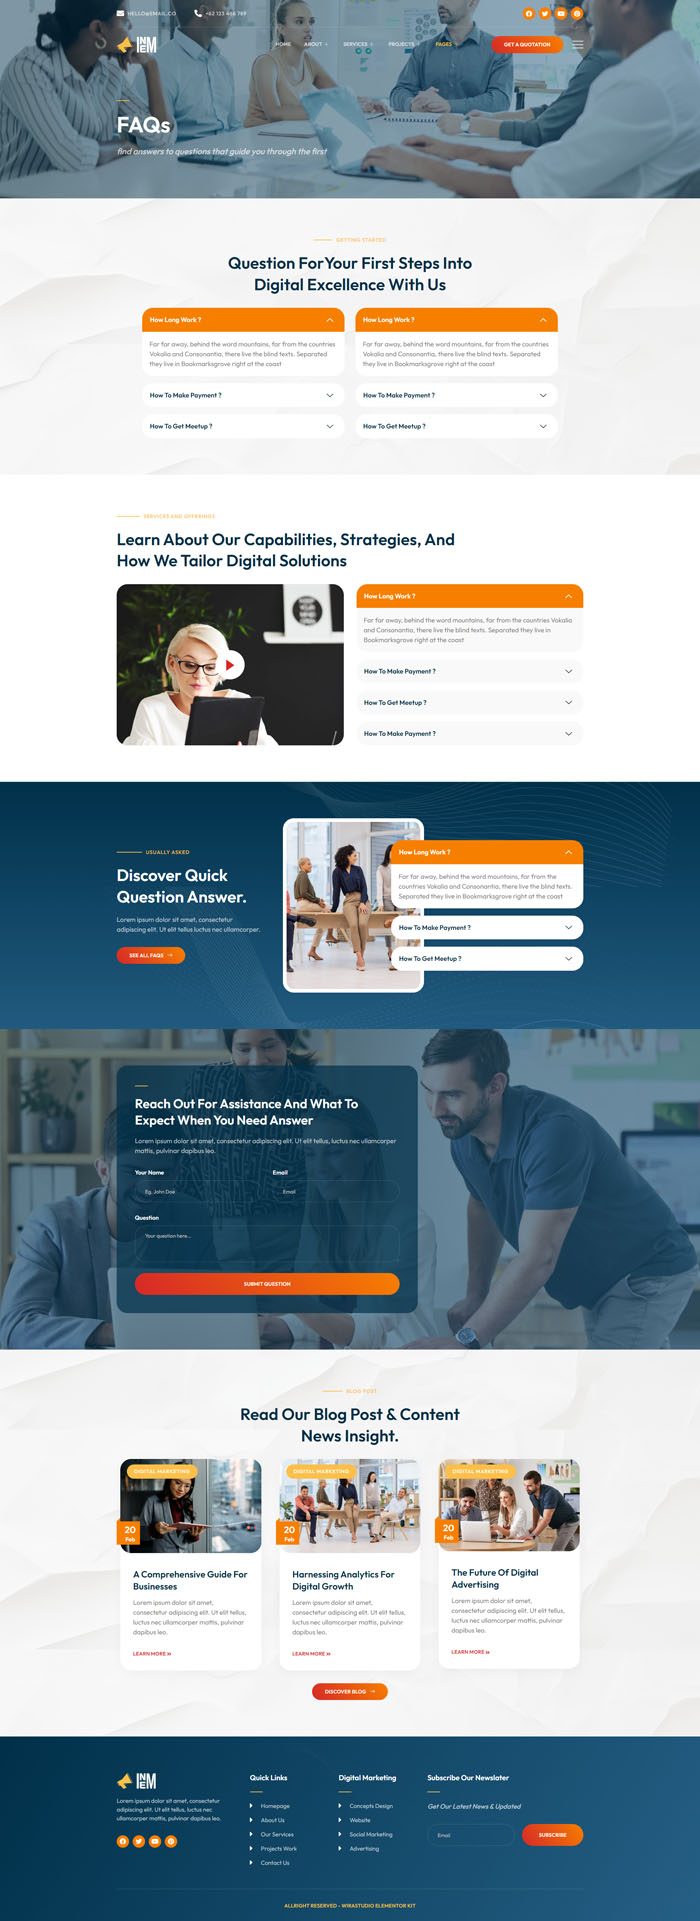 HELLO@EMAIL.CO
+62 123 456 789
INEM
HOME
ABOUT +
SERVICES +
PROJECTS +
PAGES +
GET A QUOTATION
FAQs
find answers to questions that guide you through the first
GETTING STARTED
Question ForYour First Steps Into
Digital Excellence With Us
How Long Work ?
Far far away, behind the word mountains, far from the countries
Vokalia and Consonantia, there live the blind texts. Separated
they live in Bookmarksgrove right at the coast
How To Make Payment ?
How To Get Meetup ?
How Long Work ?
Far far away, behind the word mountains, far from the countries
Vokalia and Consonantia, there live the blind texts. Separated
they live in Bookmarksgrove right at the coast
How To Make Payment ?
How To Get Meetup ?
SERVICES AND OFFERINGS
Learn About Our Capabilities, Strategies, And
How We Tailor Digital Solutions
How Long Work ?
Far far away, behind the word mountains, far from the countries Vokalia
and Consonantia, there live the blind texts. Separated they live in
Bookmarksgrove right at the coast
How To Make Payment ?
How To Get Meetup ?
How To Make Payment ?
USUALLY ASKED
Discover Quick
Question Answer.
Lorem ipsum dolor sit amet, consectetur
adipiscing elit. Ut elit tellus luctus nec ullamcorper.
SEE ALL FAQS
How Long Work ?
Far far away, behind the word mountains, far from the
countries Vokalia and Consonantia, there live the blind texts.
Separated they live in Bookmarksgrove right at the coast
How To Make Payment ?
How To Get Meetup ?
Reach Out For Assistance And What To
Expect When You Need Answer
Lorem ipsum dolor sit amet, consectetur adipiscing elit. Ut elit tellus, luctus nec ullamcorper
mattis, pulvinar dapibus leo.
Your Name
Email
Eg. John Doe
Email
Question
Your question here...
SUBMIT QUESTION
BLOG POST
Read Our Blog Post & Content
News Insight.
DIGITAL MARKETING
20
Feb
A Comprehensive Guide For
Businesses
Lorem ipsum dolor sit amet,
consectetur adipiscing elit. Ut elit tellus,
luctus nec ullamcorper mattis, pulvinar
dapibus leo.
LEARN MORE »
DIGITAL MARKETING
20
Feb
Harnessing Analytics For
Digital Growth
Lorem ipsum dolor sit amet,
consectetur adipiscing elit. Ut elit tellus,
luctus nec ullamcorper mattis, pulvinar
dapibus leo.
LEARN MORE »
DIGITAL MARKETING
20
Feb
The Future Of Digital
Advertising
Lorem ipsum dolor sit amet,
consectetur adipiscing elit. Ut elit tellus,
luctus nec ullamcorper mattis, pulvinar
dapibus leo.
LEARN MORE »
DISCOVER BLOG
INEM
Lorem ipsum dolor sit amet, consectetur
adipiscing elit. Ut elit tellus, luctus nec
ullamcorper mattis, pulvinar dapibus leo.
Quick Links
Homepage
About Us
Our Services
Projects Work
Contact Us
Digital Marketing
Concepts Design
Website
Social Marketing
Advertising
Subscribe Our Newslater
Get Our Latest News & Updated
Email
SUBSCRIBE
ALLRIGHT RESERVED - WIRASTUDIO ELEMENTOR KIT